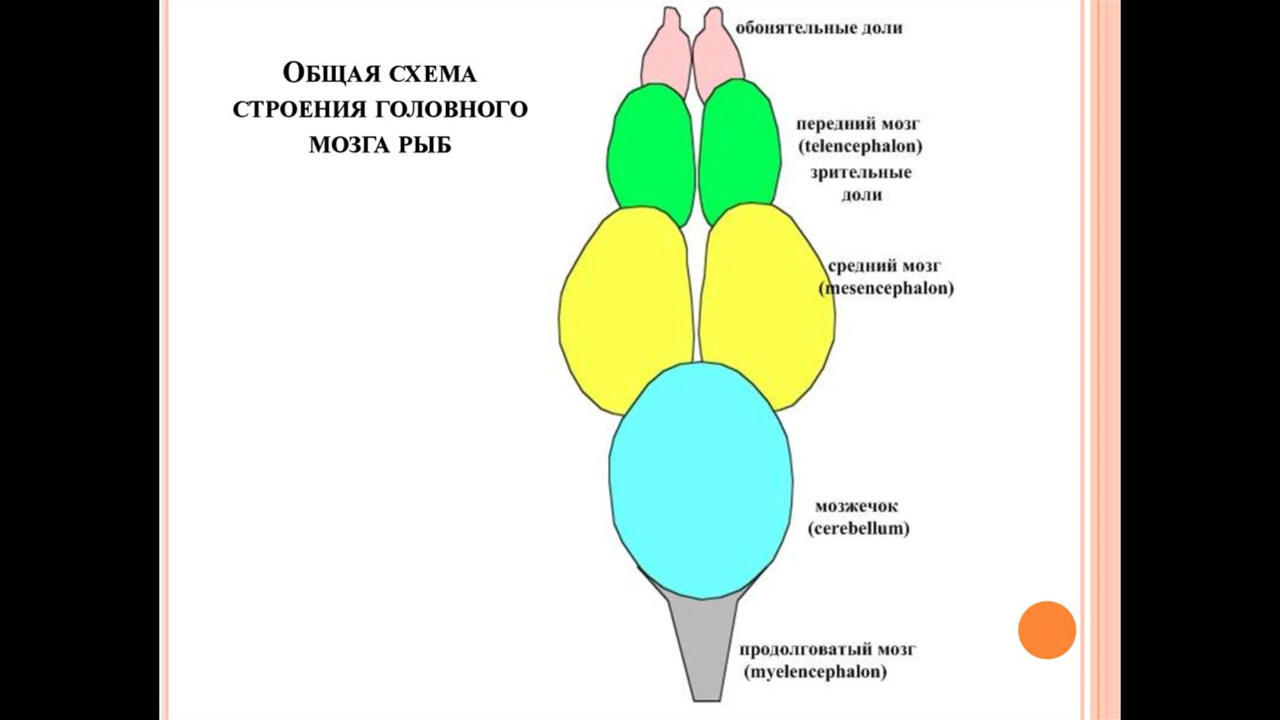 Общая схема
строения головного
мозга рыб
обонятельные доли
передний мозг
(telencephalon)
зрительные
доли
средний мозг
(mesencephalon)
мозжечок
(cerebellum)
продолговатый мозг
(myelencephalon)